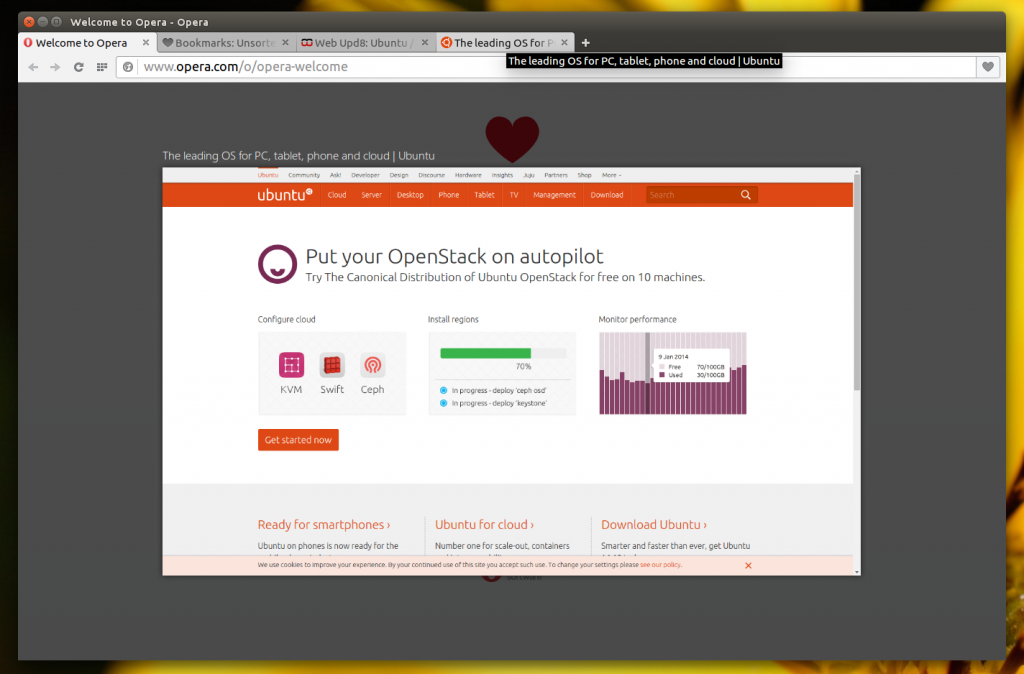 Welcome to Opera - Opera
Welcome to Opera
Bookmarks: Unsorte
Web Upd8: Ubuntu /
The leading OS for P
www.opera.com/o/opera-welcome
The leading OS for PC, tablet, phone and cloud | Ubuntu
The leading OS for PC, tablet, phone and cloud | Ubuntu
Ubuntu Community Ask! Developer Design Discourse Hardware Insights Juju Partners Shop More
ubuntu Cloud Server Desktop Phone Tablet TV Management Download Search
Put your OpenStack on autopilot
Try The Canonical Distribution of Ubuntu OpenStack for free on 10 machines.
Configure cloud
KVM Swift Ceph
Install regions
70%
In progress - deploy 'ceph osd'
In progress - deploy 'keystone'
Monitor performance
9 Jan 2014
Free 70/100GB
Used 30/100GB
Get started now
Ready for smartphones ›
Ubuntu on phones is now ready for the
Ubuntu for cloud ›
Number one for scale-out, containers
Download Ubuntu ›
Smarter and faster than ever, get Ubuntu
We use cookies to improve your experience. By your continued use of this site you accept such use. To change your settings please see our policy.